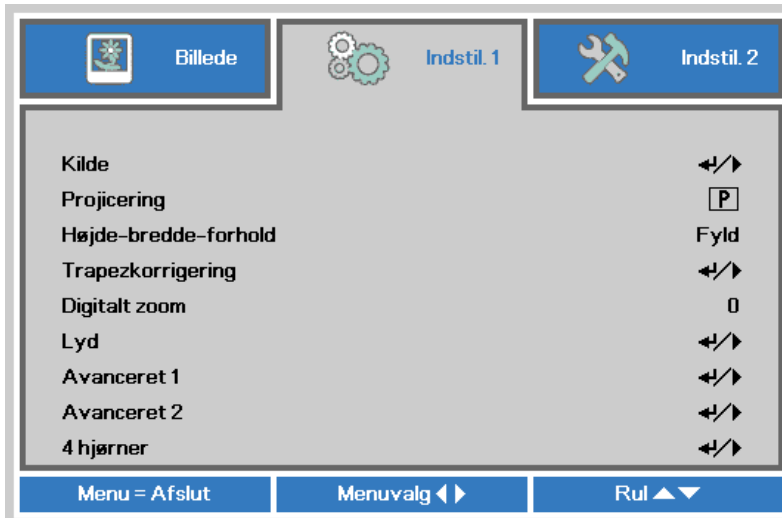 Billede
Indstil. 1
Indstil. 2
Kilde
Projicering P
Højde-bredde-forhold Fyld
Trapezkorrigering
Digitalt zoom 0
Lyd
Avanceret 1
Avanceret 2
4 hjørner
Menu = Afslut
Menuvalg
Rul